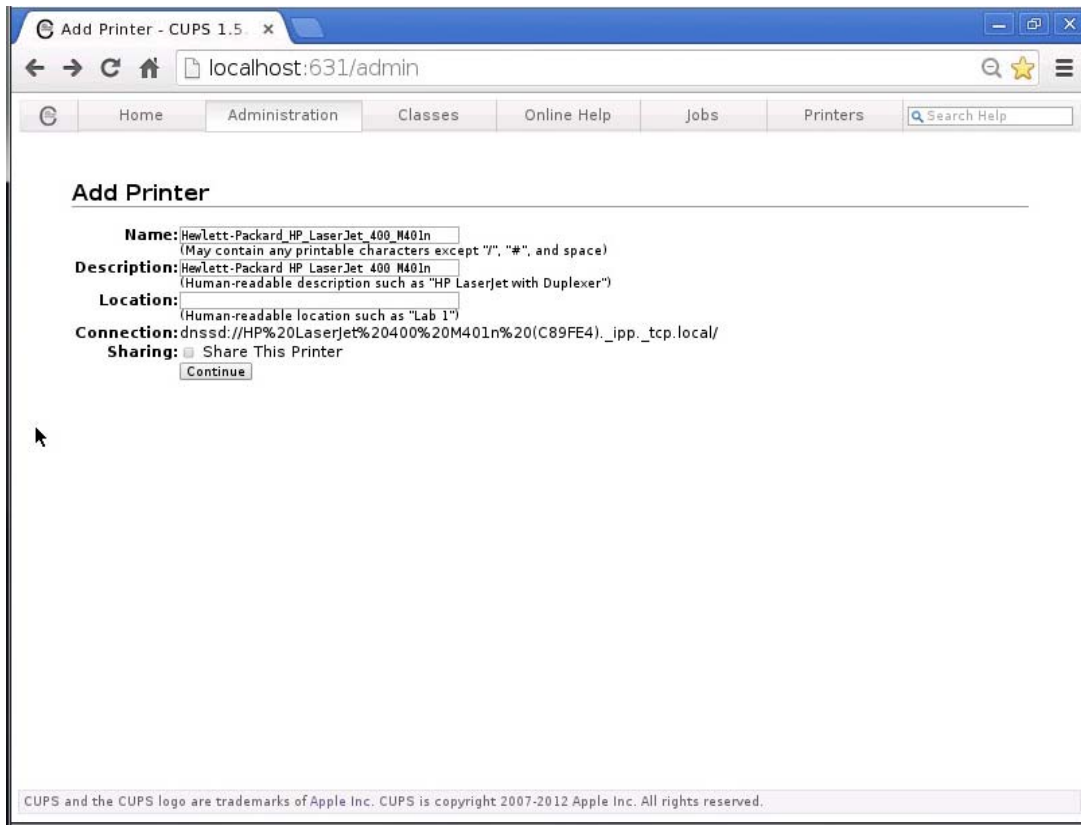 Add Printer - CUPS 1.5.
localhost:631/admin
Home Administration Classes Online Help Jobs Printers Search Help
Add Printer
Name: Hewlett-Packard_HP_LaserJet_400_M401n
(May contain any printable characters except "/", "#", and space)
Description: Hewlett-Packard HP LaserJet 400 M401n
(Human-readable description such as "HP LaserJet with Duplexer")
Location:
(Human-readable location such as "Lab 1")
Connection: dnssd://HP%20LaserJet%20400%20M401n%20(C89FE4)._ipp._tcp.local/
Sharing: Share This Printer
Continue
CUPS and the CUPS logo are trademarks of Apple Inc. CUPS is copyright 2007-2012 Apple Inc. All rights reserved.